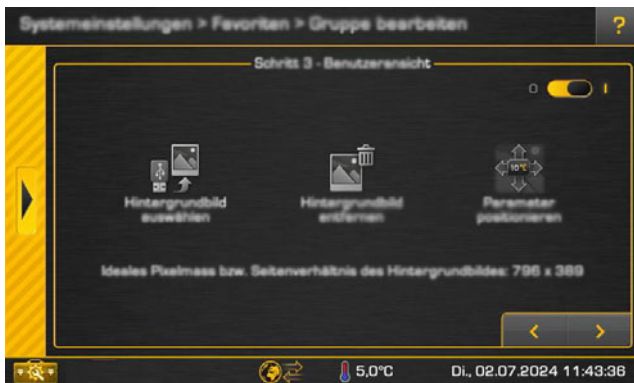 Systemeinstellungen > Favoriten > Gruppe bearbeiten
?
Schritt 3 - Benutzeransicht
O I
Hintergrundbild
auswählen
Hintergrundbild
entfernen
10°C
Parameter
positionieren
Ideales Pixelmass bzw. Seitenverhältnis des Hintergrundbildes: 796 x 389
< >
5,0°C
Di., 02.07.2024 11:43:36